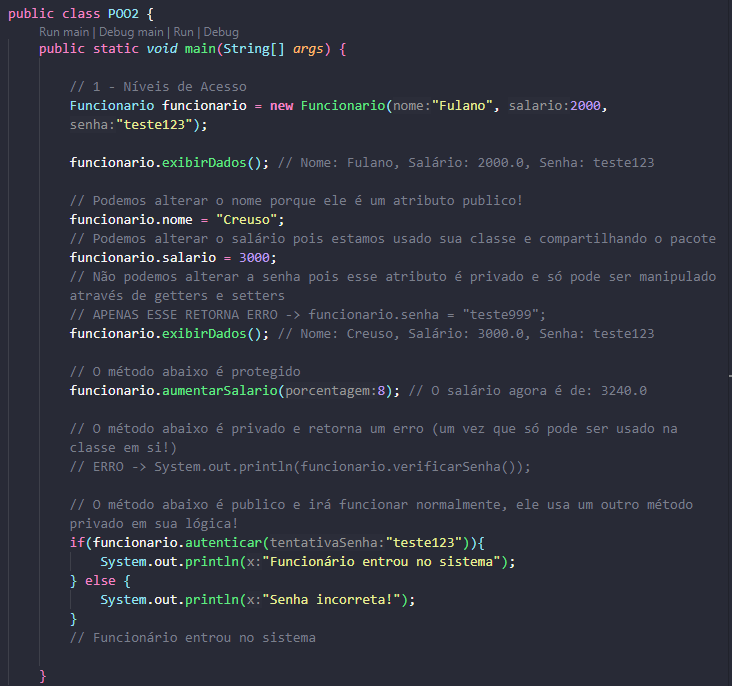 public class POO2 {
Run main | Debug main | Run | Debug
public static void main(String[] args) {
// 1 - Níveis de Acesso
Funcionario funcionario = new Funcionario(nome:"Fulano", salario:2000,
senha:"teste123");
funcionario.exibirDados(); // Nome: Fulano, Salário: 2000.0, Senha: teste123
// Podemos alterar o nome porque ele é um atributo publico!
funcionario.nome = "Creuso";
// Podemos alterar o salário pois estamos usado sua classe e compartilhando o pacote
funcionario.salario = 3000;
// Não podemos alterar a senha pois esse atributo é privado e só pode ser manipulado
através de getters e setters
// APENAS ESSE RETORNA ERRO -> funcionario.senha = "teste999";
funcionario.exibirDados(); // Nome: Creuso, Salário: 3000.0, Senha: teste123
// O método abaixo é protegido
funcionario.aumentarSalario(porcentagem:8); // O salário agora é de: 3240.0
// O método abaixo é privado e retorna um erro (um vez que só pode ser usado na
classe em si!)
// ERRO -> System.out.println(funcionario.verificarSenha());
// O método abaixo é publico e irá funcionar normalmente, ele usa um outro método
privado em sua lógica!
if(funcionario.autenticar(tentativaSenha:"teste123")){
System.out.println(x:"Funcionário entrou no sistema");
} else {
System.out.println(x:"Senha incorreta!");
}
// Funcionário entrou no sistema
}